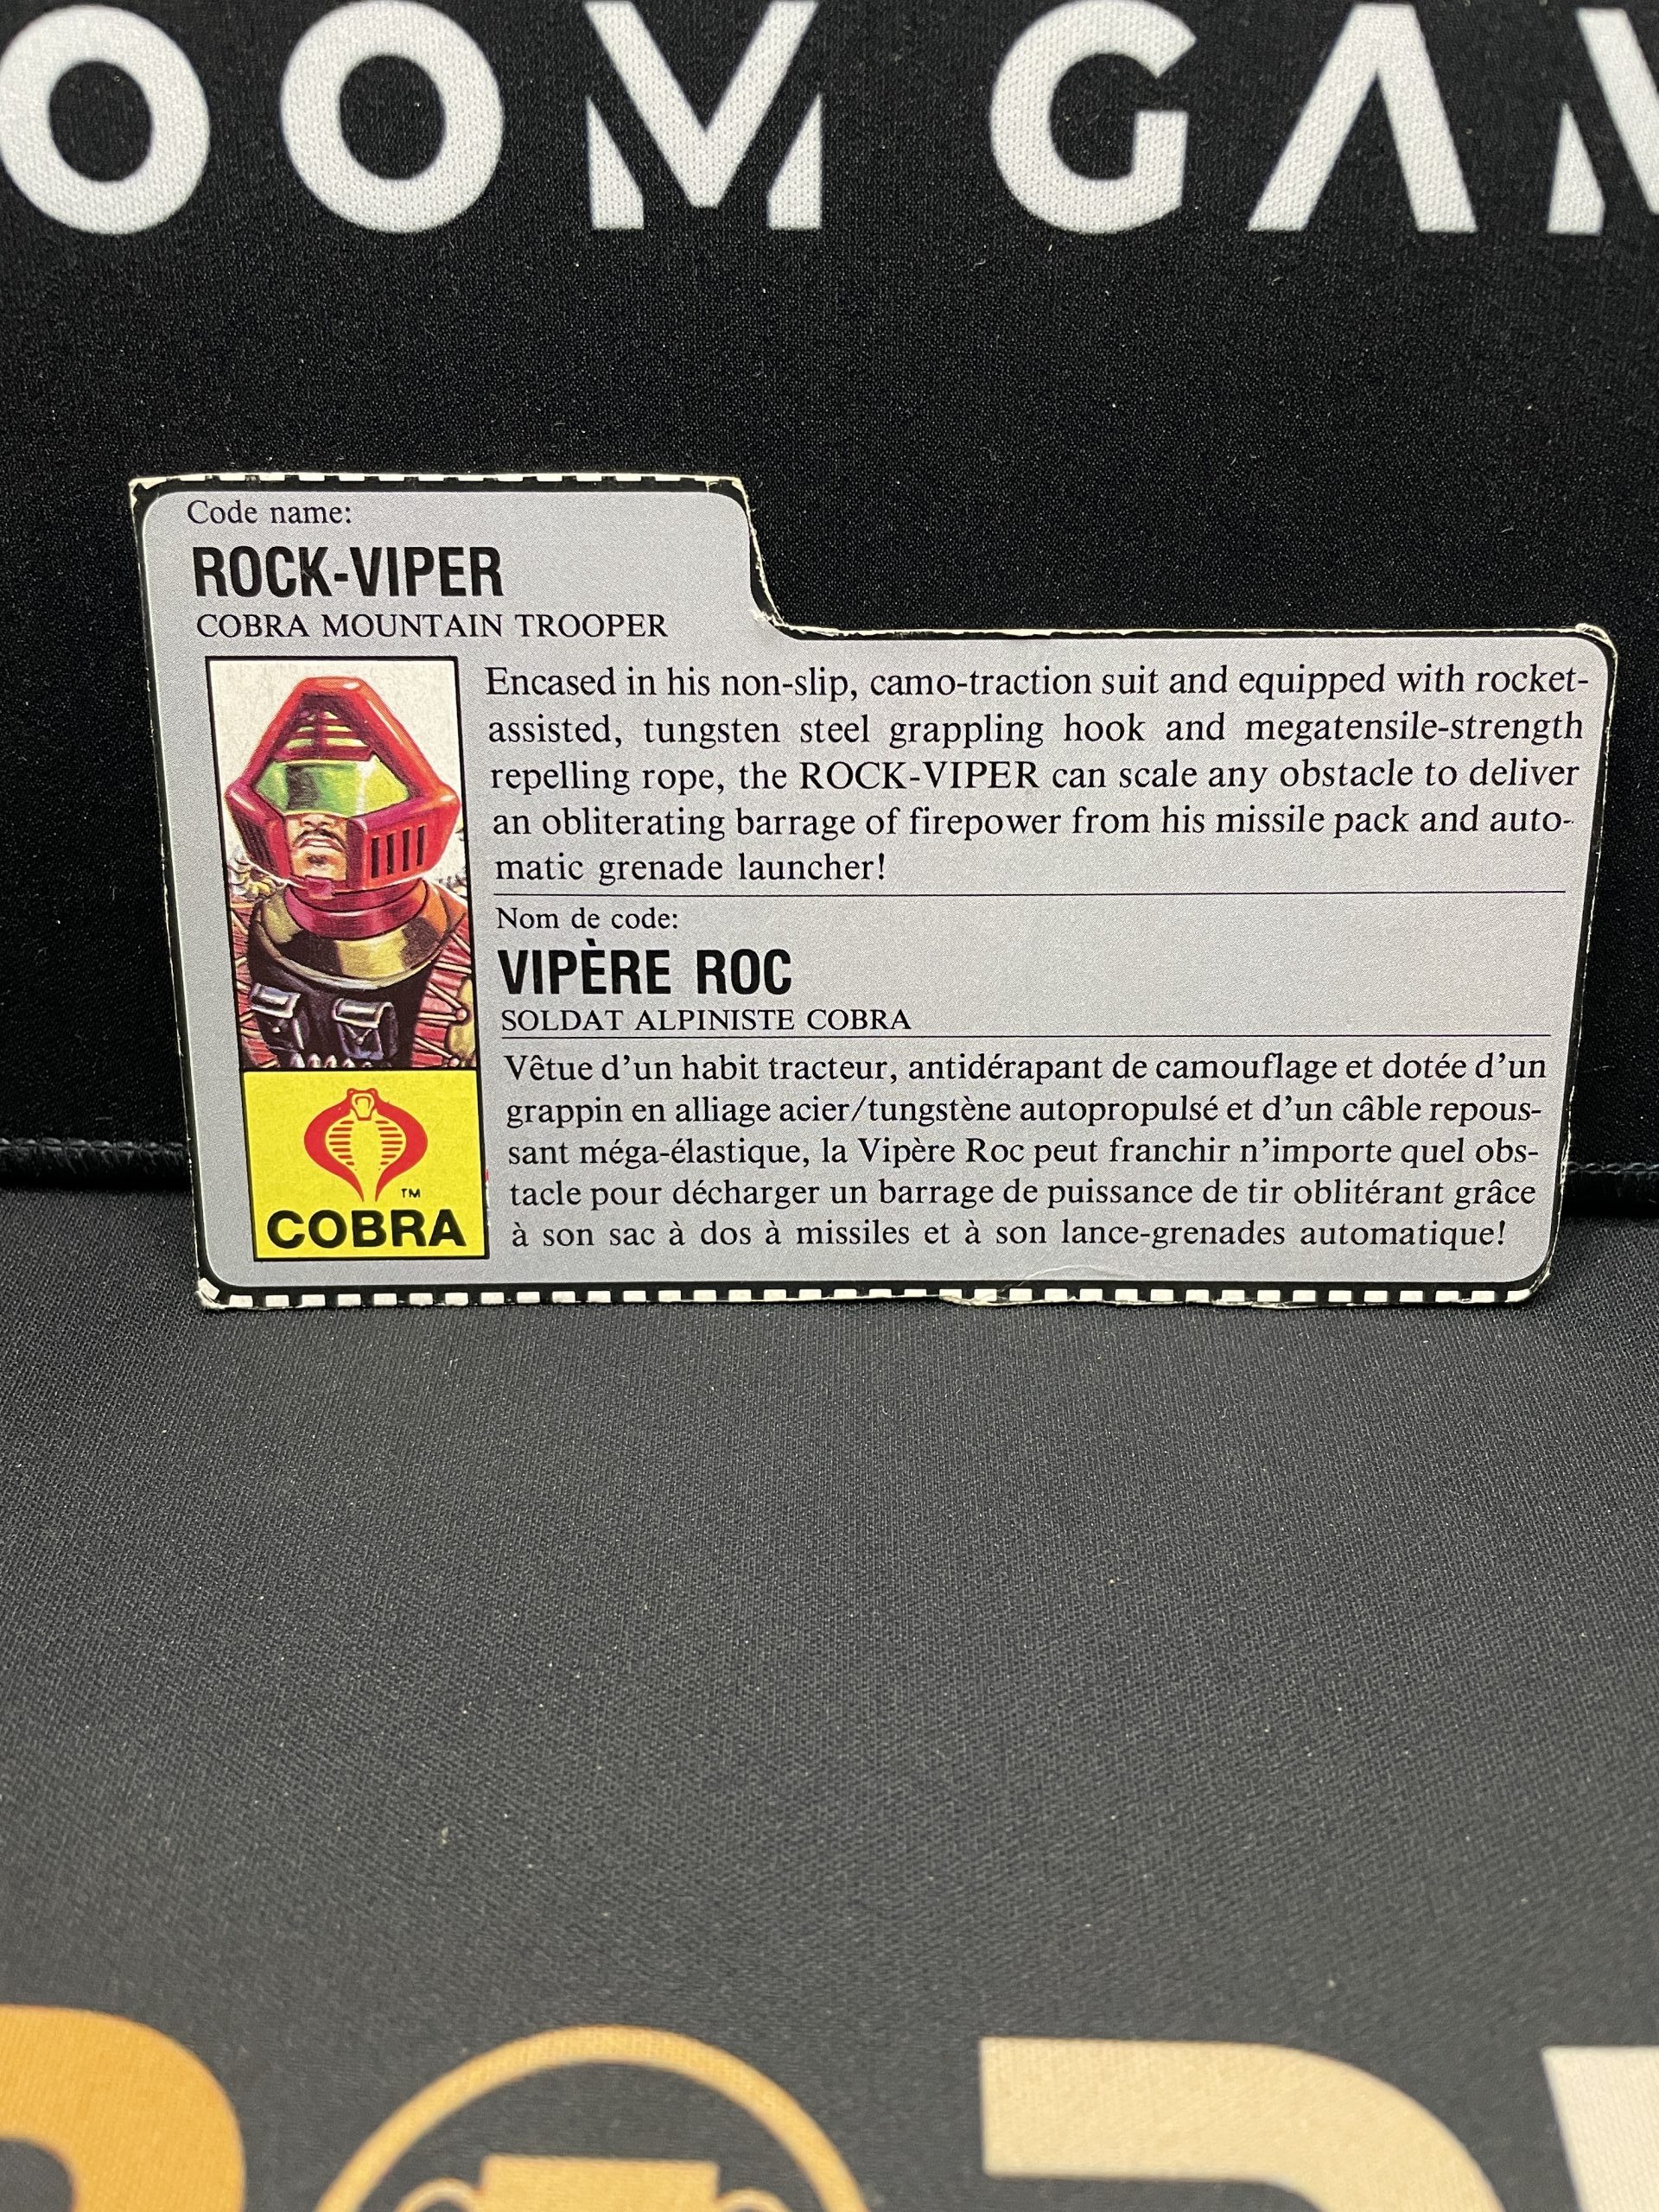 OOM GAM
Code name:
ROCK-VIPER
COBRA MOUNTAIN TROOPER
Encased in his non-slip, camo-traction suit and equipped with rocket-
assisted, tungsten steel grappling hook and megatensile-strength
repelling rope, the ROCK-VIPER can scale any obstacle to deliver
an obliterating barrage of firepower from his missile pack and auto-
matic grenade launcher!
Nom de code:
VIPÈRE ROC
SOLDAT ALPINISTE COBRA
Vêtue d'un habit tracteur, antidérapant de camouflage et dotée d'un
grappin en alliage acier/tungstène autopropulsé et d'un câble repous-
sant méga-élastique, la Vipère Roc peut franchir n'importe quel obs-
tacle pour décharger un barrage de puissance de tir oblitérant grâce
à son sac à dos à missiles et à son lance-grenades automatique!
TM
COBRA